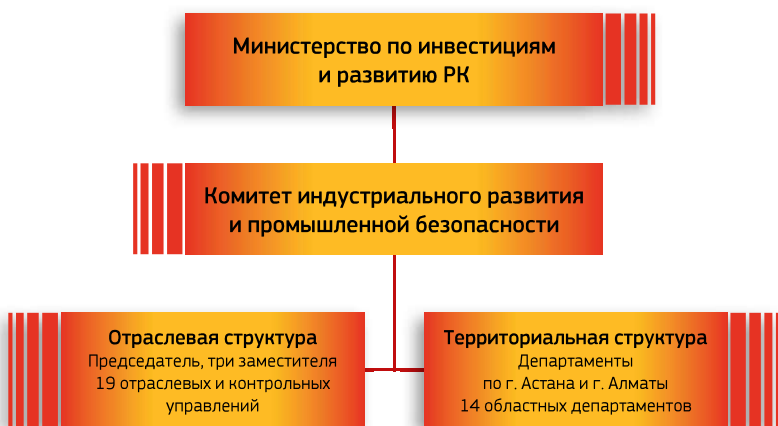 Министерство по инвестициям
и развитию РК
Комитет индустриального развития
и промышленной безопасности
Отраслевая структура
Председатель, три заместителя
19 отраслевых и контрольных
управлений
Территориальная структура
Департаменты
по г. Астана и г. Алматы
14 областных департаментов